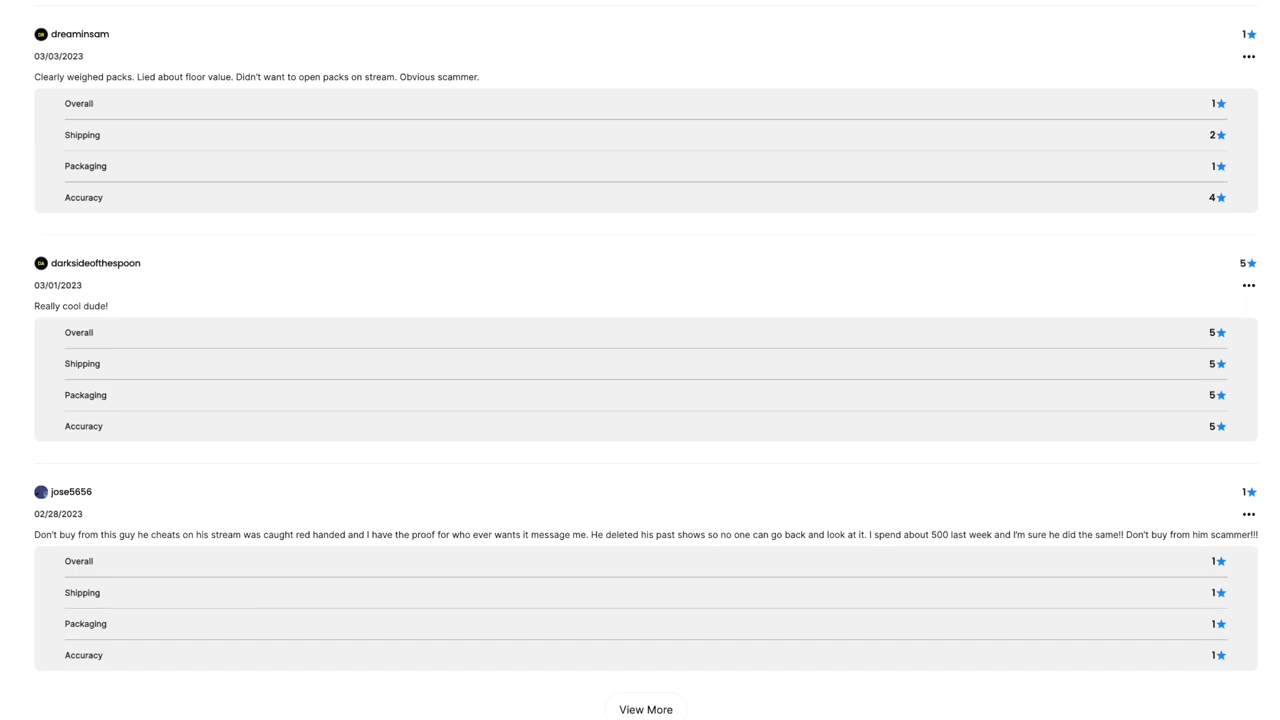 dreaminsam 1★
03/03/2023
Clearly weighed packs. Lied about floor value. Didn't want to open packs on stream. Obvious scammer.
Overall 1★
Shipping 2★
Packaging 1★
Accuracy 4★
darksideofthespoon 5★
03/01/2023
Really cool dude!
Overall 5★
Shipping 5★
Packaging 5★
Accuracy 5★
jose5656 1★
02/28/2023
Don't buy from this guy he cheats on his stream was caught red handed and I have the proof for who ever wants it message me. He deleted his past shows so no one can go back and look at it. I spend about 500 last week and I'm sure he did the same!! Don't buy from him scammer!!!
Overall 1★
Shipping 1★
Packaging 1★
Accuracy 1★
View More